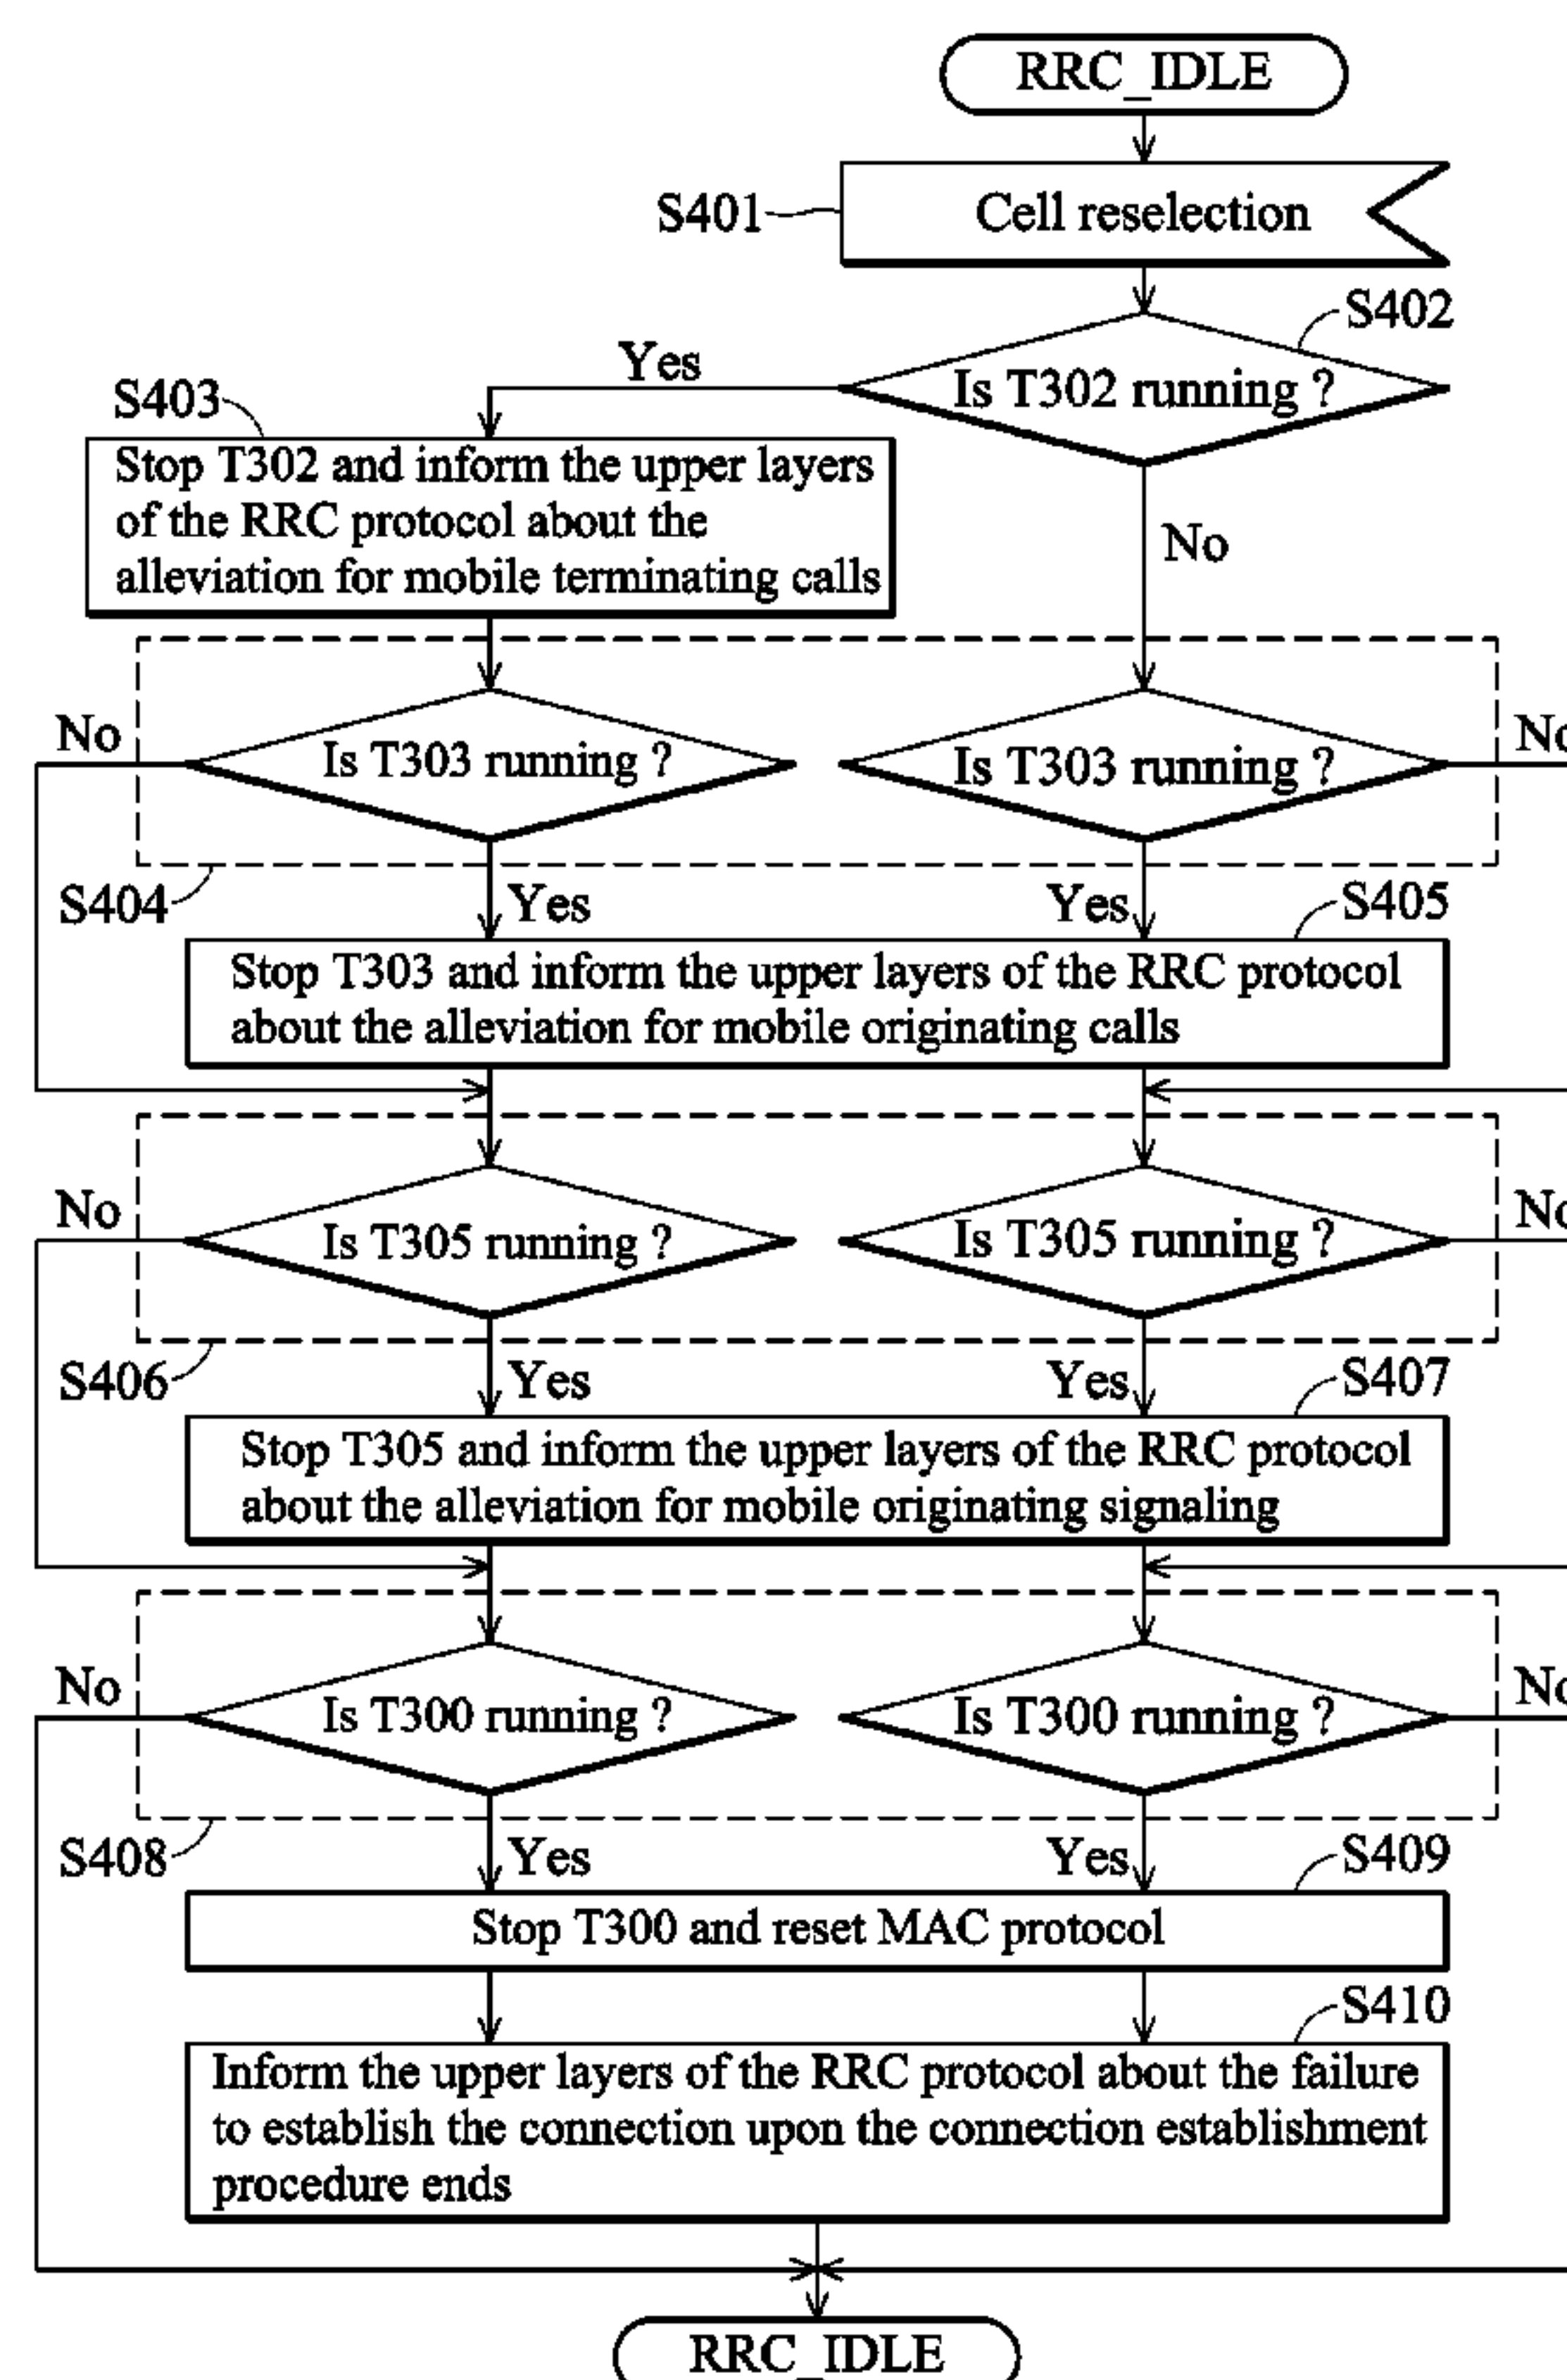 RRC_IDLE
S401
Cell reselection
S402
Yes
Is T302 running ?
S403
Stop T302 and inform the upper layers
of the RRC protocol about the
alleviation for mobile terminating calls
No
No
Is T303 running ?
Is T303 running ?
No
S404
Yes
Yes
S405
Stop T303 and inform the upper layers of the RRC protocol
about the alleviation for mobile originating calls
No
Is T305 running ?
Is T305 running ?
No
S406
Yes
Yes
S407
Stop T305 and inform the upper layers of the RRC protocol
about the alleviation for mobile originating signaling
No
Is T300 running ?
Is T300 running ?
No
S408
Yes
Yes
S409
Stop T300 and reset MAC protocol
S410
Inform the upper layers of the RRC protocol about the failure
to establish the connection upon the connection establishment
procedure ends
RRC_IDLE